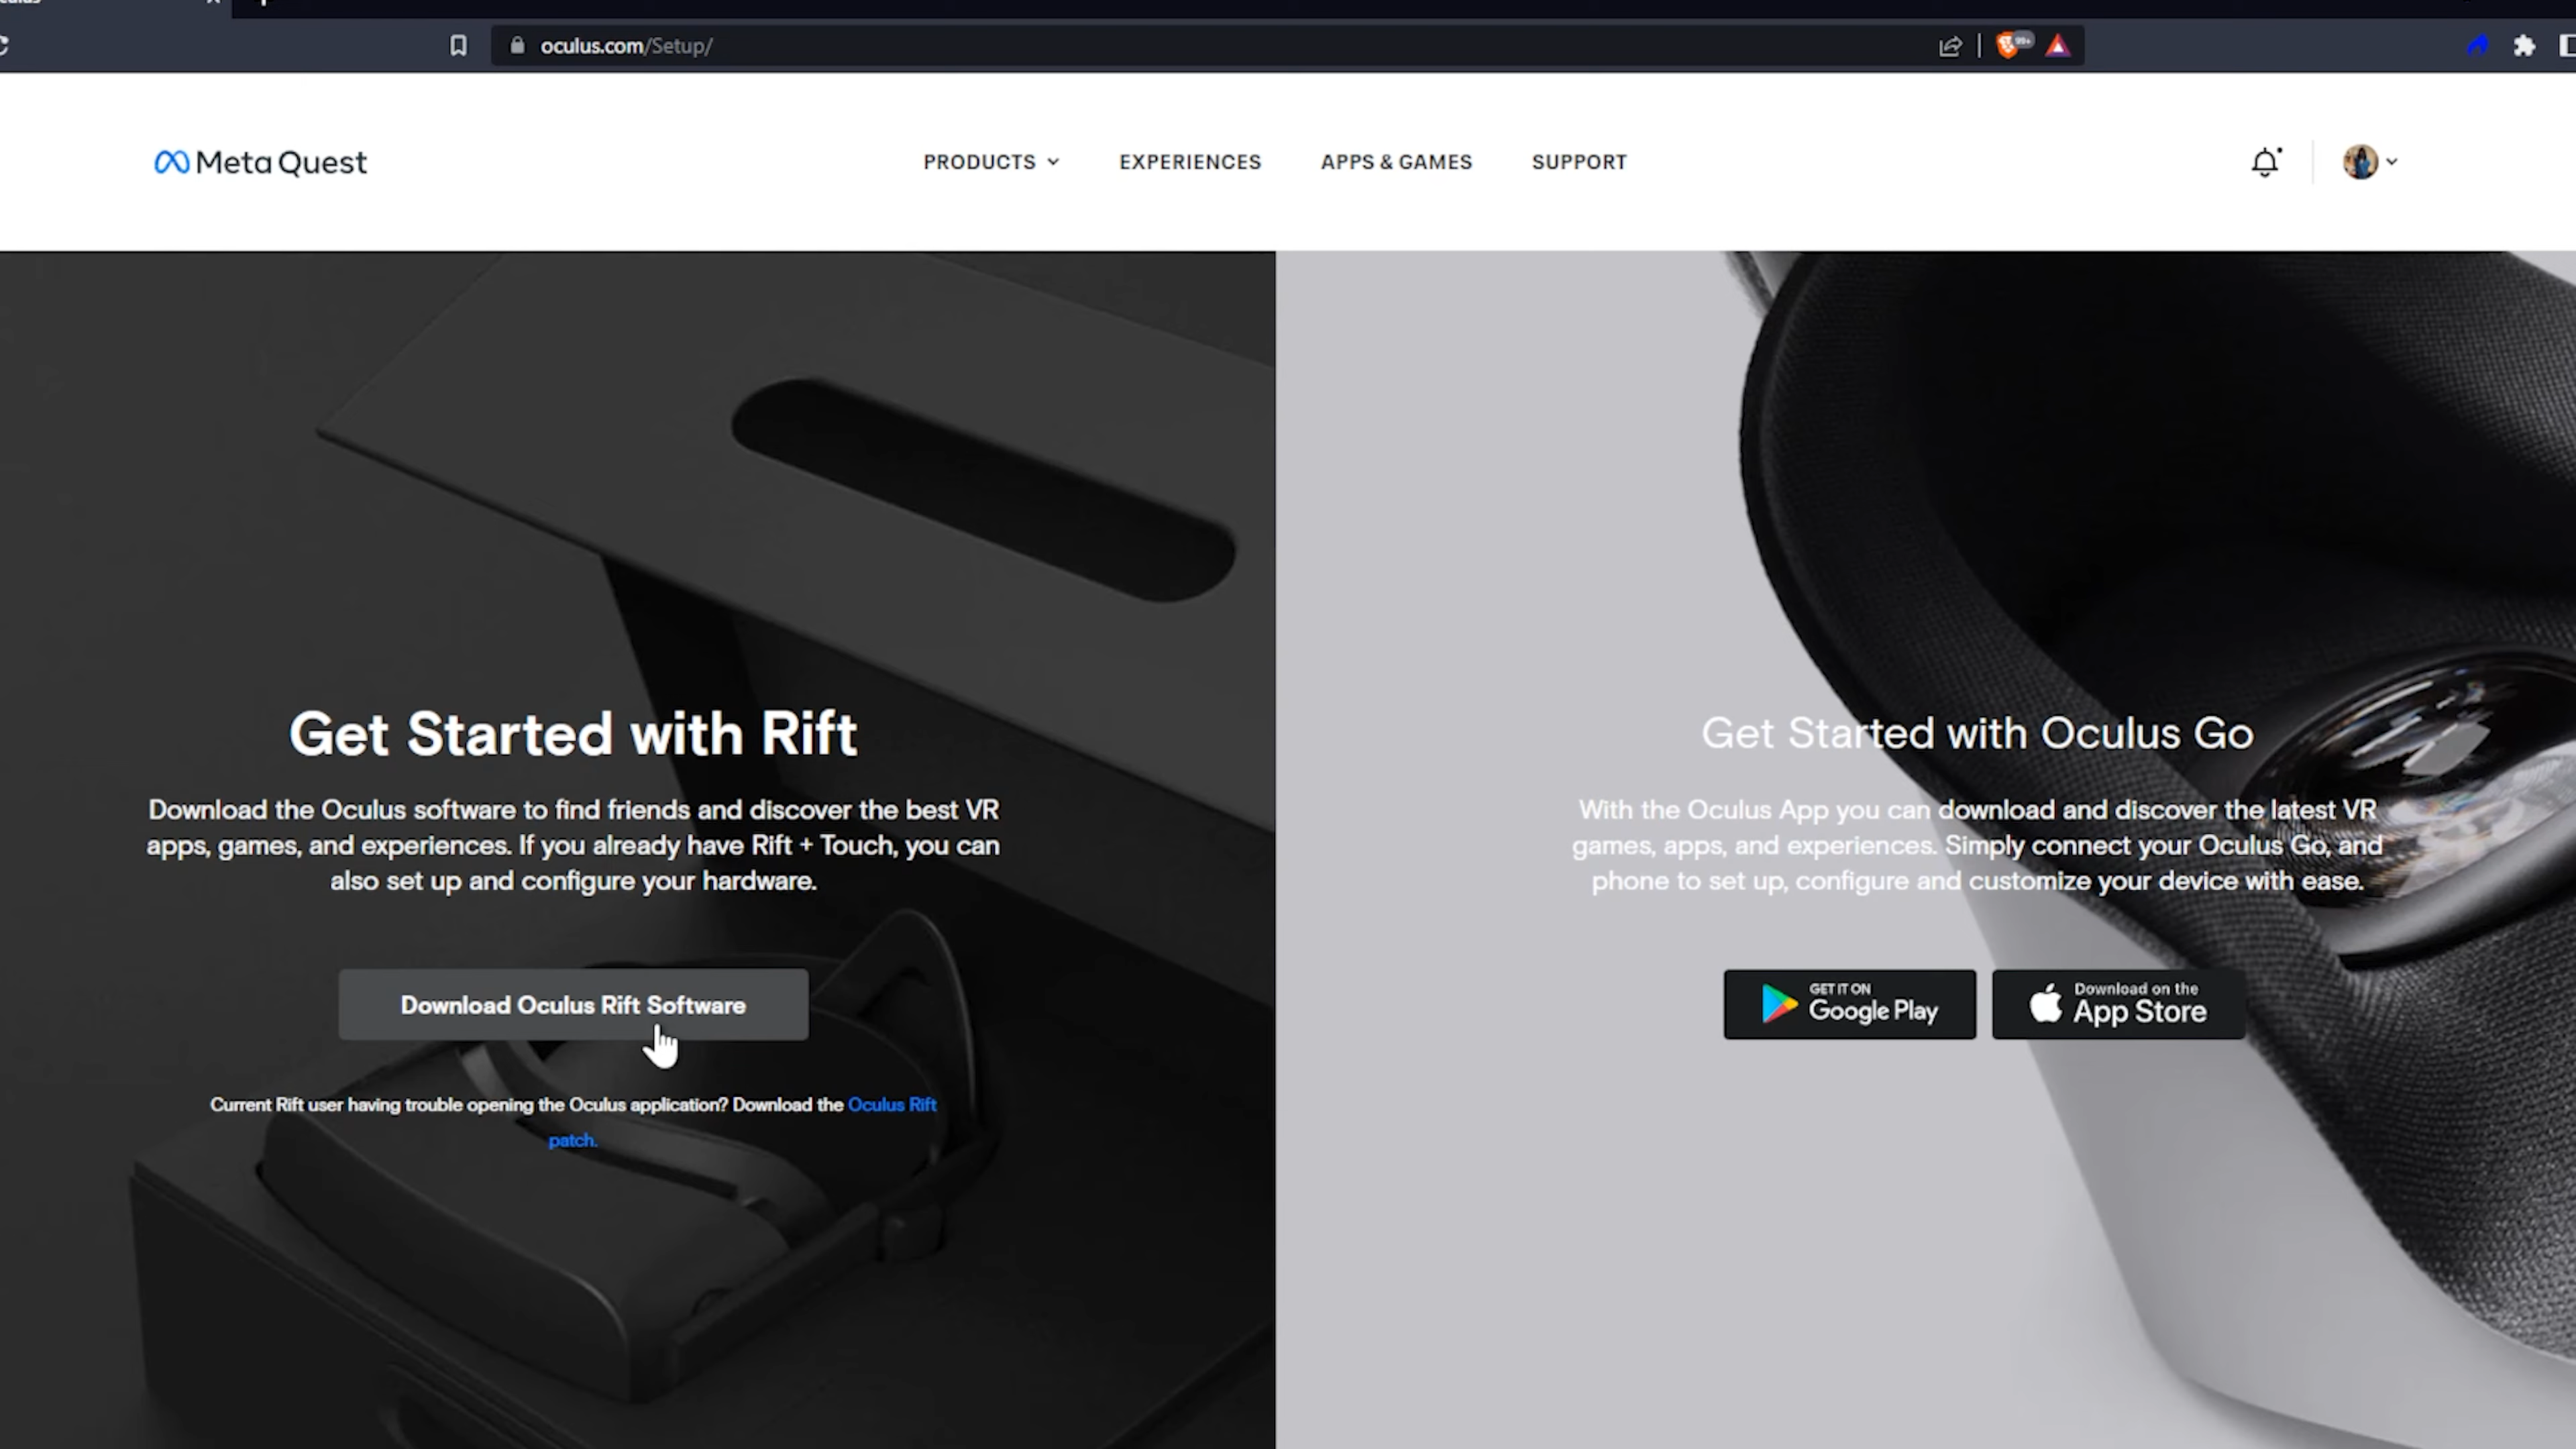 oculus.com/Setup/
99+
Meta Quest
PRODUCTS
EXPERIENCES
APPS & GAMES
SUPPORT
Get Started with Rift
Download the Oculus software to find friends and discover the best VR
apps, games, and experiences. If you already have Rift + Touch, you can
also set up and configure your hardware.
Download Oculus Rift Software
Current Rift user having trouble opening the Oculus application? Download the Oculus Rift
patch.
Get Started with Oculus Go
With the Oculus App you can download and discover the latest VR
games, apps, and experiences. Simply connect your Oculus Go, and
phone to set up, configure and customize your device with ease.
GET IT ON
Google Play
Download on the
App Store